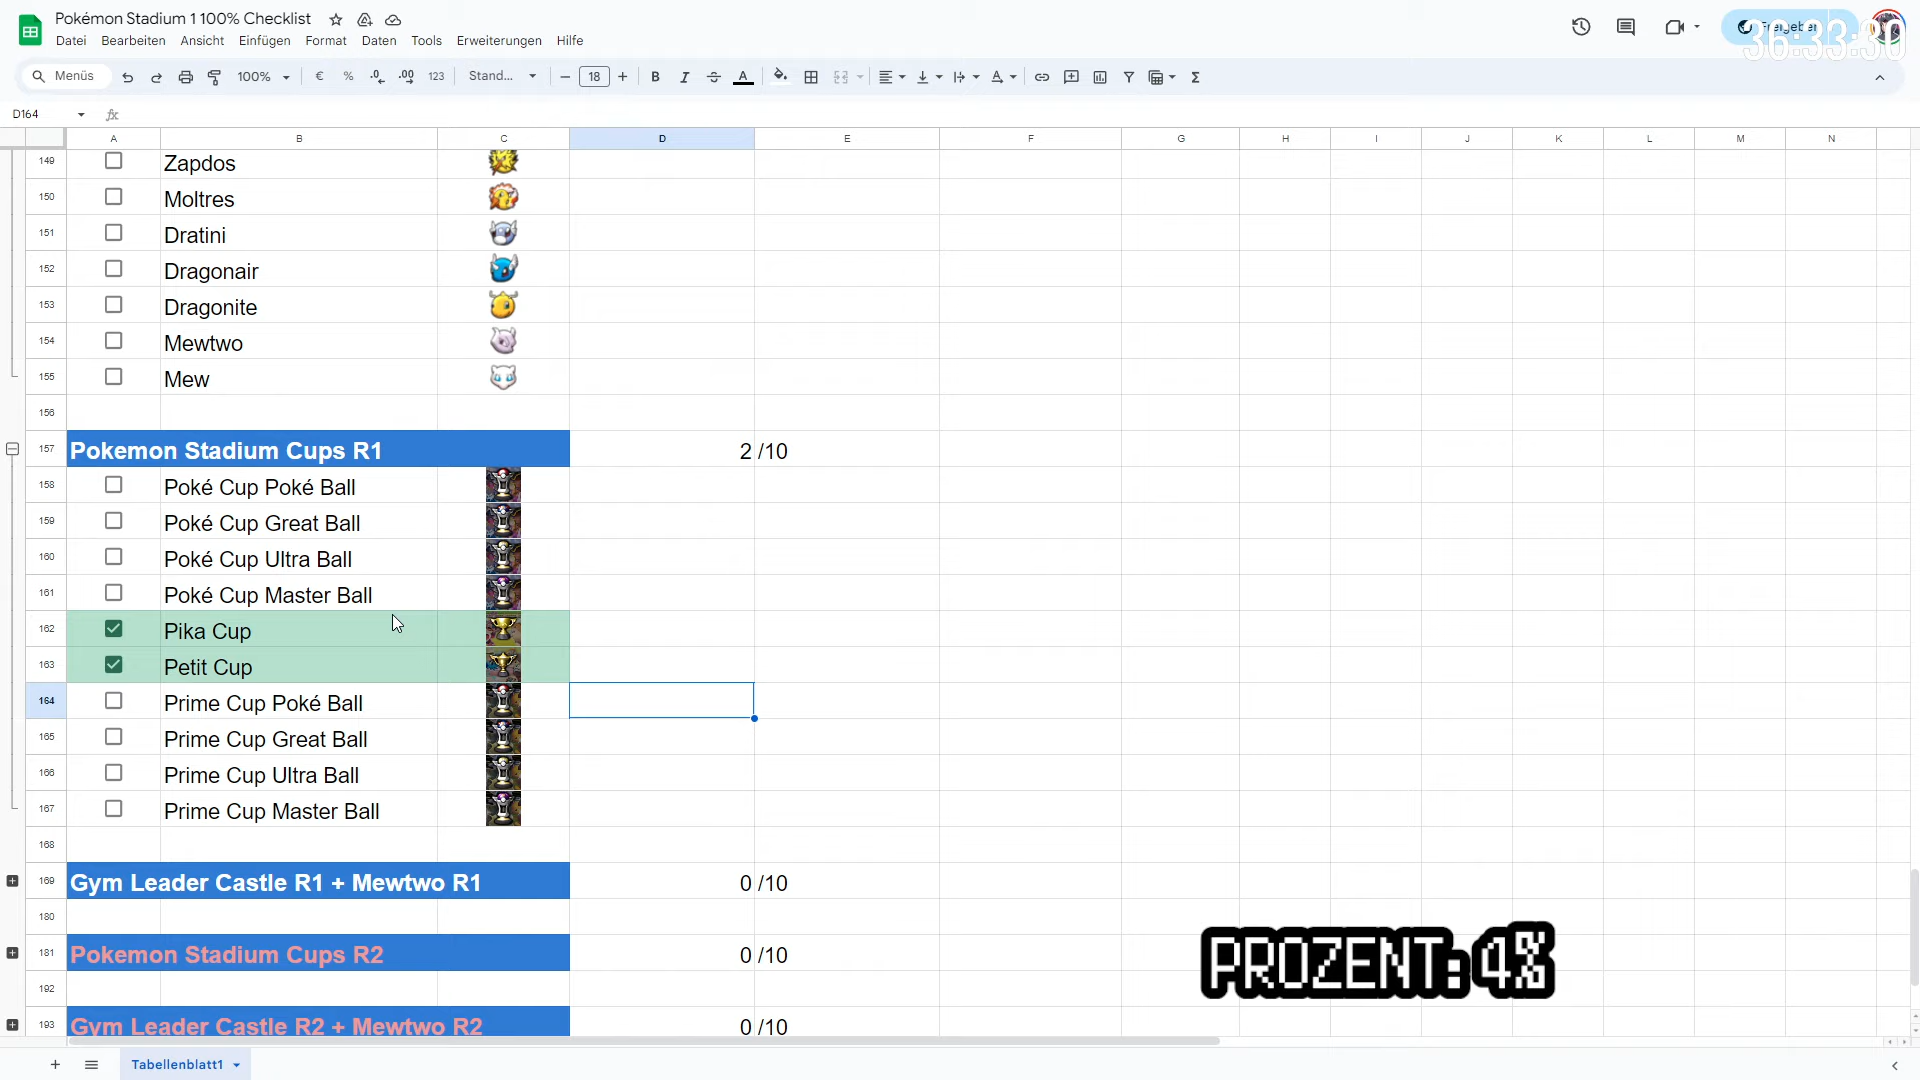 Pokémon Stadium 1 100% Checklist
Datei Bearbeiten Ansicht Einfügen Format Daten Tools Erweiterungen Hilfe
36:33:30
Menüs 100% € % .0 .00 123 Stand... 18 B I A
D164 fx
A B C D E F G H I J K L M N
149 Zapdos
150 Moltres
151 Dratini
152 Dragonair
153 Dragonite
154 Mewtwo
155 Mew
156
157 Pokemon Stadium Cups R1 2 /10
158 Poké Cup Poké Ball
159 Poké Cup Great Ball
160 Poké Cup Ultra Ball
161 Poké Cup Master Ball
162 Pika Cup
163 Petit Cup
164 Prime Cup Poké Ball
165 Prime Cup Great Ball
166 Prime Cup Ultra Ball
167 Prime Cup Master Ball
168
169 Gym Leader Castle R1 + Mewtwo R1 0 /10
180
181 Pokemon Stadium Cups R2 0 /10
192
193 Gym Leader Castle R2 + Mewtwo R2 0 /10
PROZENT: 4%
Tabellenblatt1